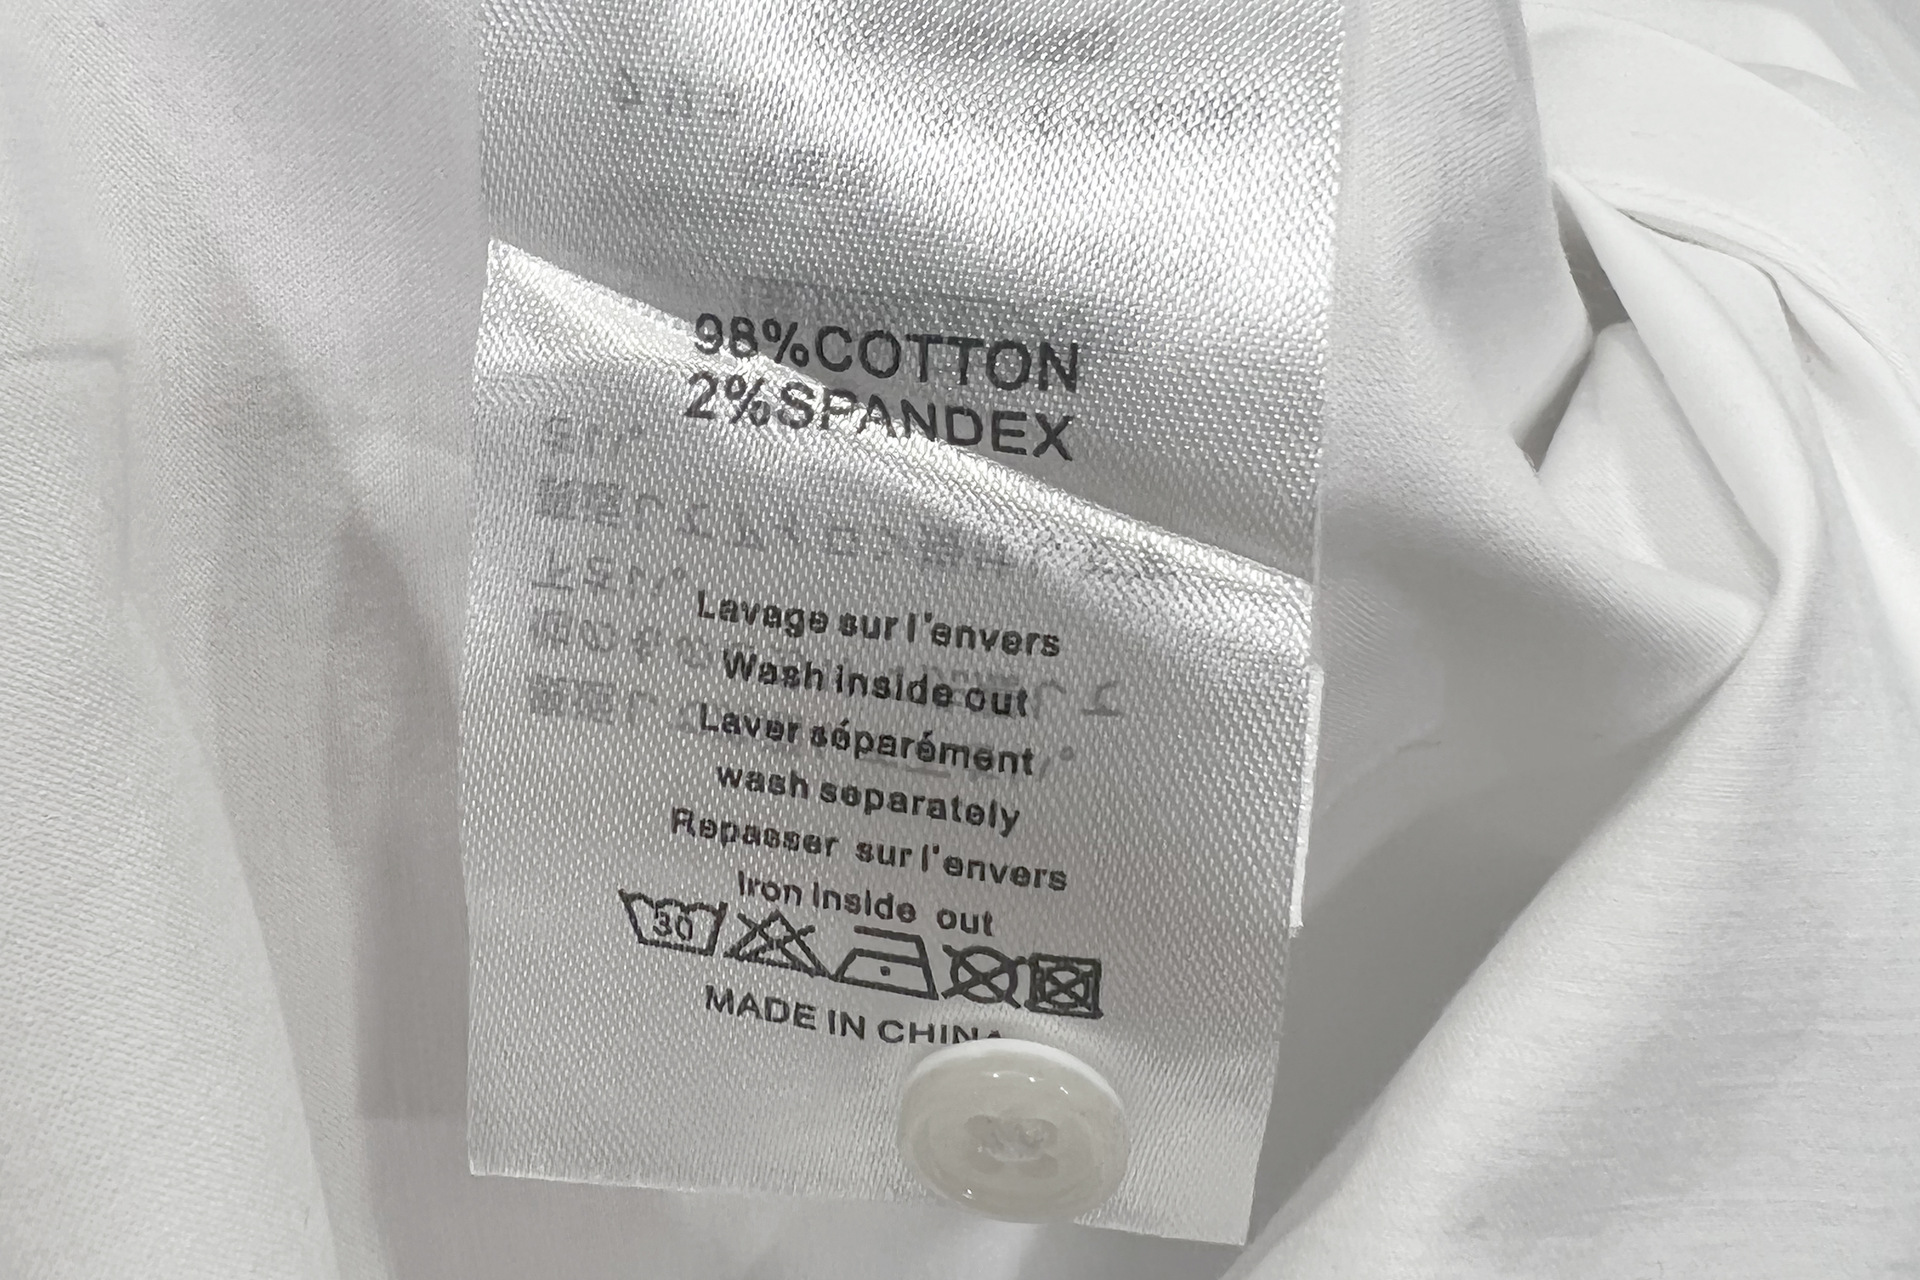 98%COTTON
2%SPANDEX
Lavage sur l'envers
Wash inside out
Laver séparément
wash separately
Repasser sur l'envers
Iron inside out
30
MADE IN CHINA